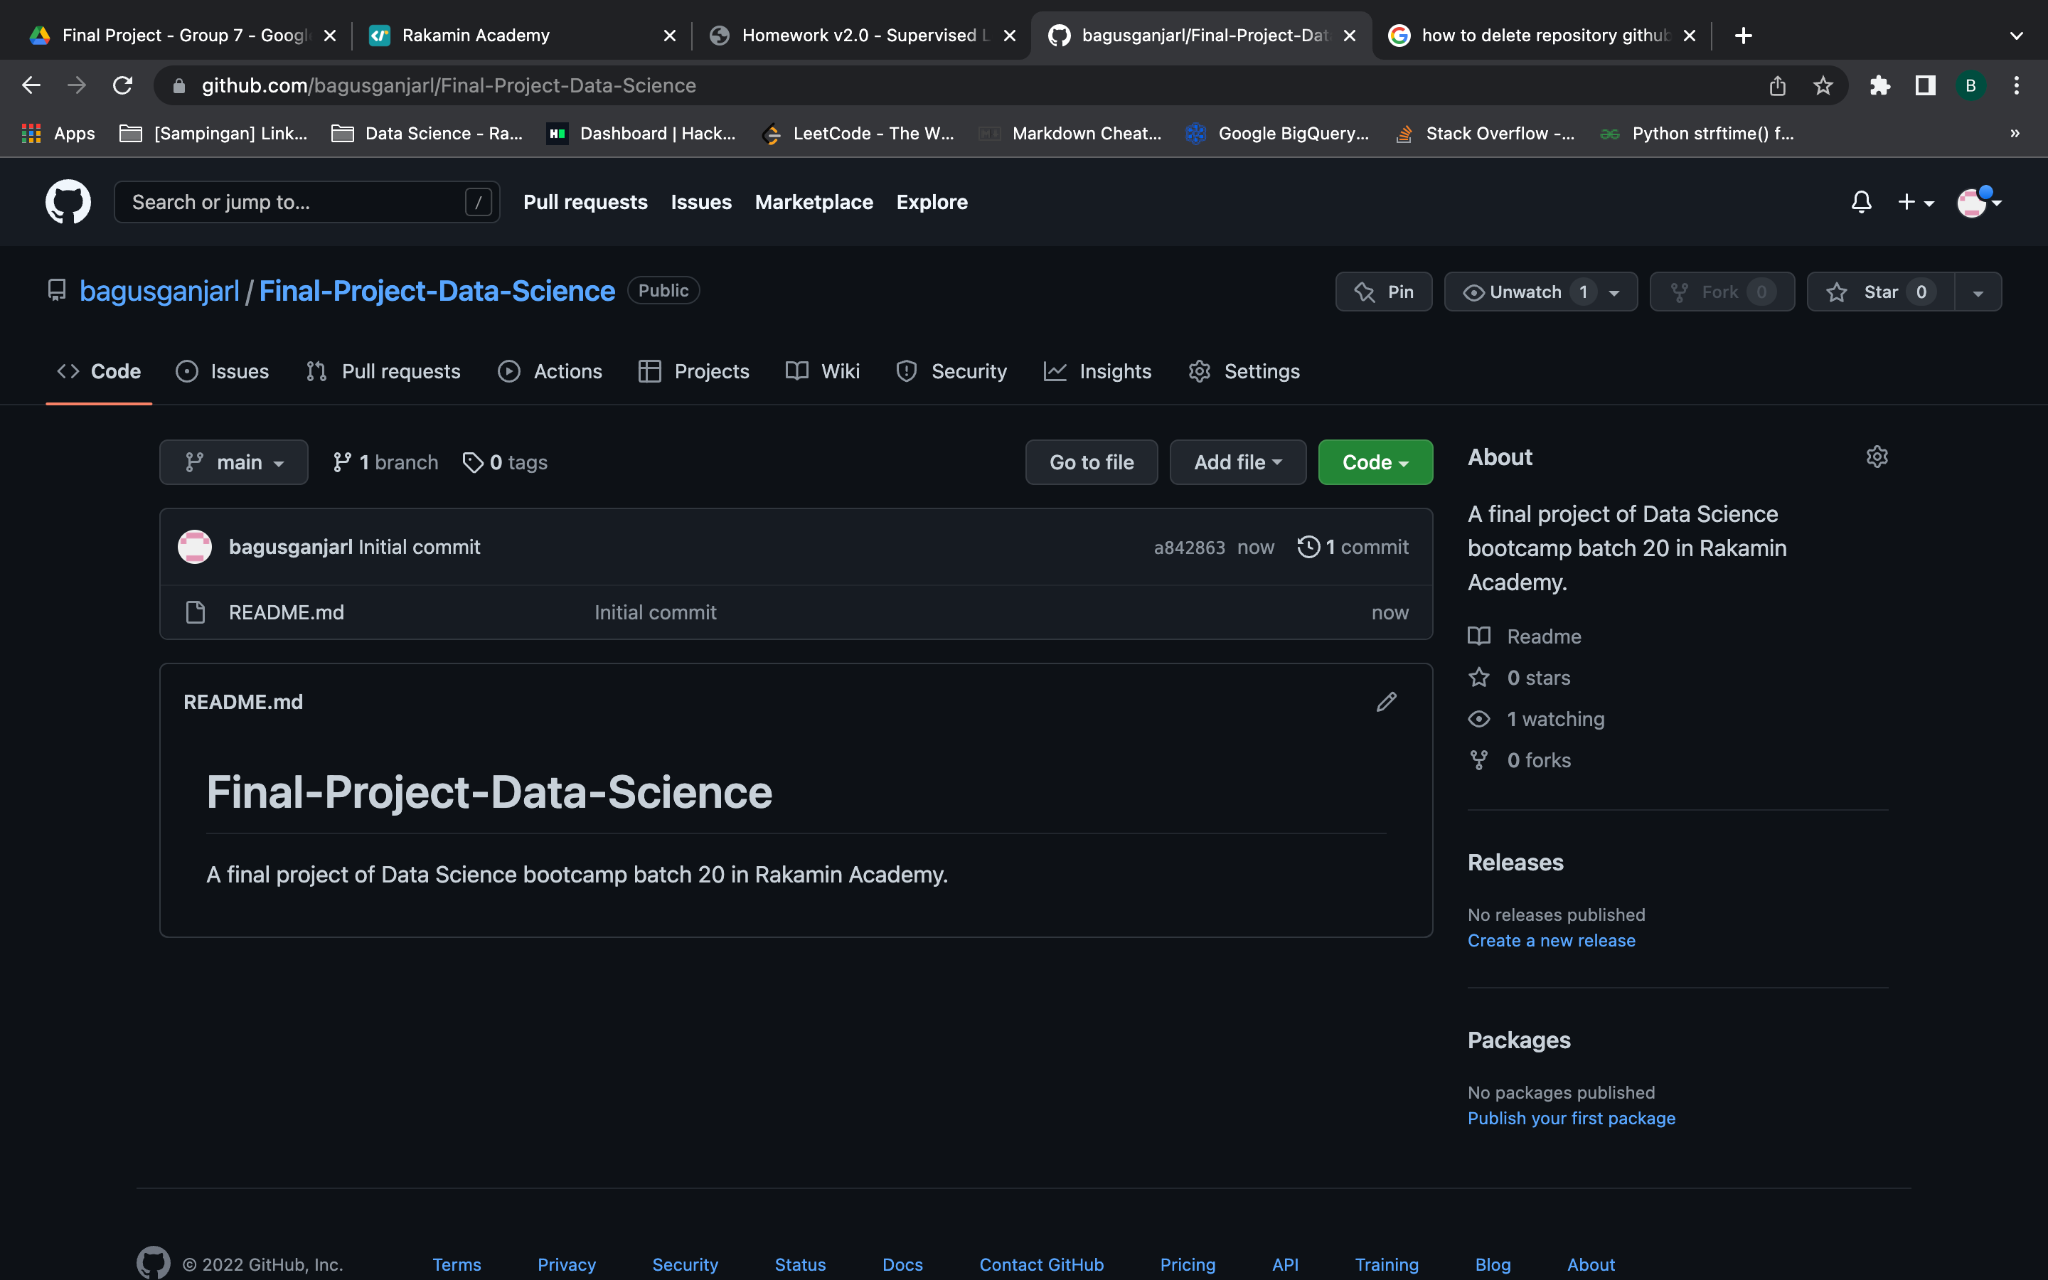 Final Project - Group 7 - Googl
Rakamin Academy
Homework v2.0 - Supervised L
bagusganjarl/Final-Project-Dat
how to delete repository github
github.com/bagusganjarl/Final-Project-Data-Science
B
Apps
[Sampingan] Link...
Data Science - Ra...
Dashboard | Hack...
LeetCode - The W...
Markdown Cheat...
Google BigQuery...
Stack Overflow -...
Python strftime() f...
»
Search or jump to...
/
Pull requests
Issues
Marketplace
Explore
bagusganjarl / Final-Project-Data-Science
Public
Pin
Unwatch 1
Fork 0
Star 0
Code
Issues
Pull requests
Actions
Projects
Wiki
Security
Insights
Settings
main
1 branch
0 tags
Go to file
Add file
Code
bagusganjarl Initial commit
a842863 now
1 commit
README.md
Initial commit
now
README.md
Final-Project-Data-Science
A final project of Data Science bootcamp batch 20 in Rakamin Academy.
About
A final project of Data Science
bootcamp batch 20 in Rakamin
Academy.
Readme
0 stars
1 watching
0 forks
Releases
No releases published
Create a new release
Packages
No packages published
Publish your first package
© 2022 GitHub, Inc.
Terms
Privacy
Security
Status
Docs
Contact GitHub
Pricing
API
Training
Blog
About